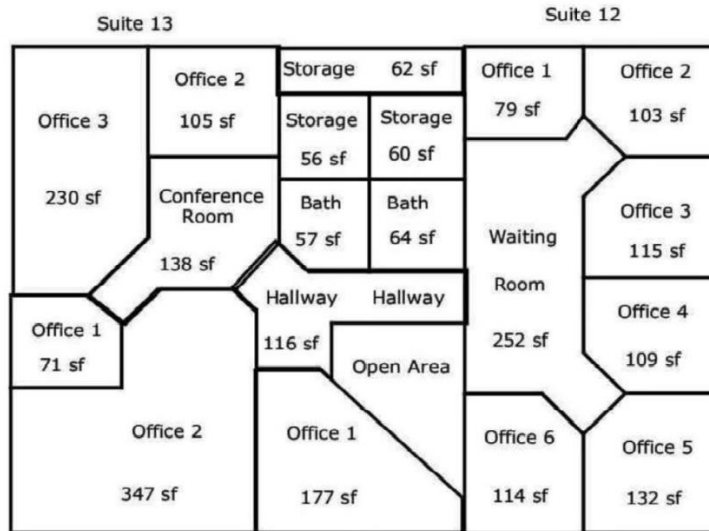 Suite 13
Suite 12
Office 3
230 sf
Office 2
105 sf
Storage 62 sf
Storage
56 sf
Storage
60 sf
Office 1
79 sf
Office 2
103 sf
Conference
Room
138 sf
Bath
57 sf
Bath
64 sf
Waiting
Room
252 sf
Office 3
115 sf
Office 1
71 sf
Hallway
116 sf
Hallway
Open Area
Office 4
109 sf
Office 2
347 sf
Office 1
177 sf
Office 6
114 sf
Office 5
132 sf